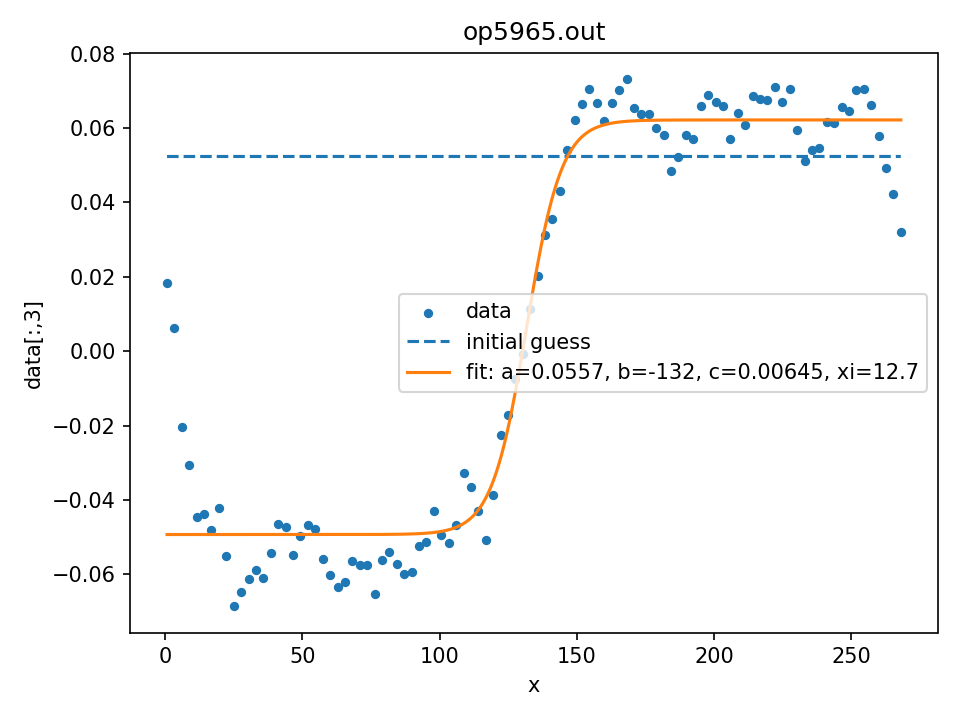 op5965.out
0.08
0.06
0.04
0.02
0.00
−0.02
−0.04
−0.06
data[:,3]
data
initial guess
fit: a=0.0557, b=-132, c=0.00645, xi=12.7
0 50 100 150 200 250
x